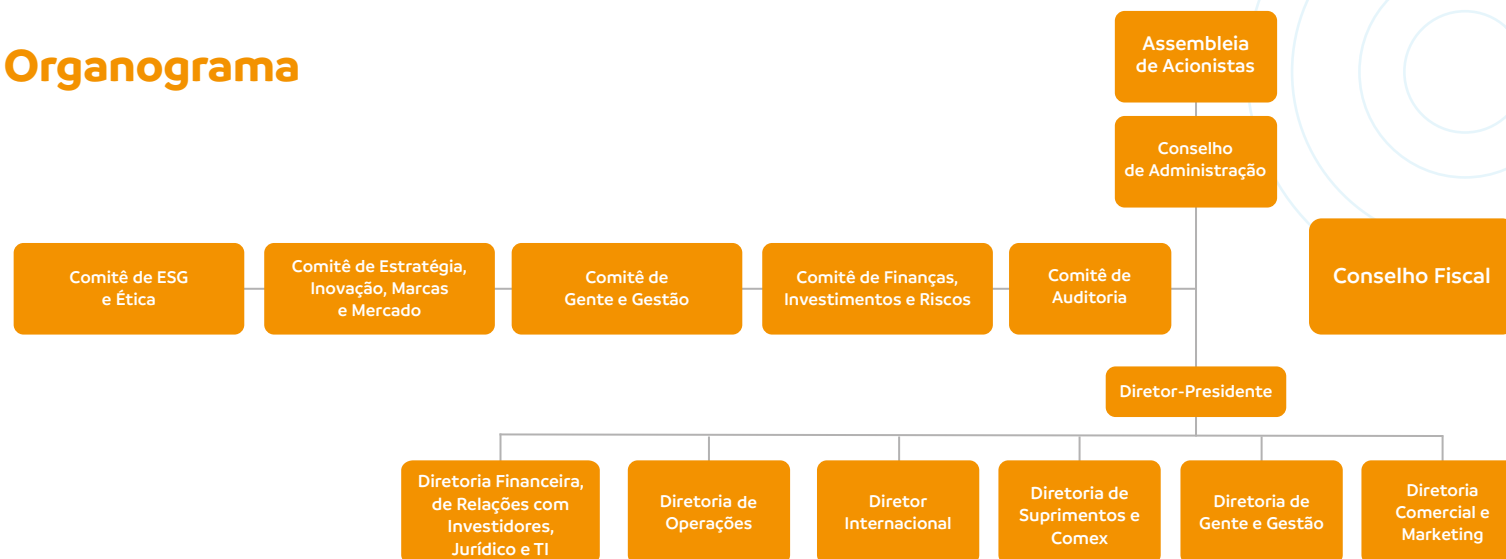 Organograma
Assembleia
de Acionistas
Conselho
de Administração
Comitê de ESG
e Ética
Comitê de Estratégia,
Inovação, Marcas
e Mercado
Comitê de
Gente e Gestão
Comitê de Finanças,
Investimentos e Riscos
Comitê de
Auditoria
Conselho Fiscal
Diretor-Presidente
Diretoria Financeira,
de Relações com
Investidores,
Jurídico e TI
Diretoria de
Operações
Diretor
Internacional
Diretoria de
Suprimentos e
Comex
Diretoria de
Gente e Gestão
Diretoria
Comercial e
Marketing